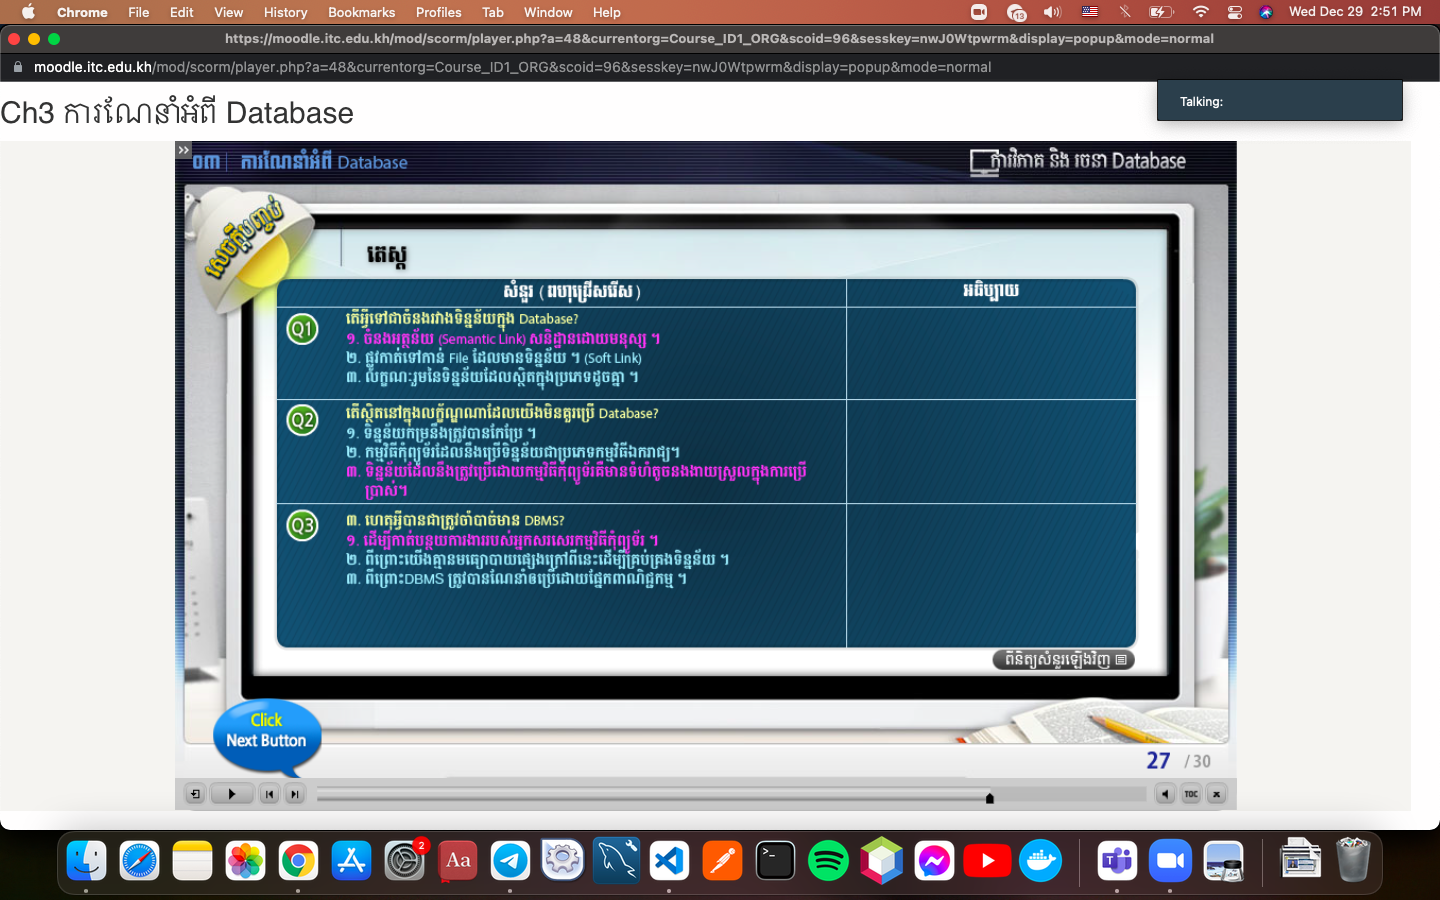 Chrome File Edit View History Bookmarks Profiles Tab Window Help 13 Wed Dec 29 2:51 PM
https://moodle.itc.edu.kh/mod/scorm/player.php?a=48&currentorg=Course_ID1_ORG&scoid=96&sesskey=nwJ0Wtpwrm&display=popup&mode=normal
moodle.itc.edu.kh/mod/scorm/player.php?a=48&currentorg=Course_ID1_ORG&scoid=96&sesskey=nwJ0Wtpwrm&display=popup&mode=normal
Talking:
Ch3 ការណែនាំអំពី Database
០៣ ការណែនាំអំពី Database
ការវិភាគ និង រចនា Database
សេចក្តីបញ្ចប់
តេស្ត
សំនួរ ( ពហុជ្រើសរើស ) អធិប្បាយ
Q1 តើអ្វីទៅជាចំនងរវាងទិន្នន័យក្នុង Database?
១. ចំនងអត្ថន័យ (Semantic Link) សនិដ្ឋានដោយមនុស្ស ។
២. ផ្លូវកាត់ទៅកាន់ File ដែលមានទិន្នន័យ ។ (Soft Link)
៣. លក្ខណៈរួមនៃទិន្នន័យដែលស្ថិតក្នុងប្រភេទដូចគ្នា ។
Q2 តើស្ថិតនៅក្នុងលក្ខ័ណ្ឌណាដែលយើងមិនគួរប្រើ Database?
១. ទិន្នន័យកម្រនឹងត្រូវបានកែប្រែ ។
២. កម្មវិធីកុំព្យូទ័រដែលនឹងប្រើទិន្នន័យជាប្រភេទកម្មវិធីឯករាជ្យ។
៣. ទិន្នន័យដែលនឹងត្រូវប្រើដោយកម្មវិធីកុំព្យូទ័រគឺមានទំហំតូចនងងាយស្រួលក្នុងការប្រើ
ប្រាស់។
Q3 ៣. ហេតុអ្វីបានជាត្រូវចាំបាច់មាន DBMS?
១. ដើម្បីកាត់បន្តយការងាររបស់អ្នកសរសេរកម្មវិធីកុំព្យូទ័រ ។
២. ពីព្រោះយើងគ្មានមធ្យោបាយផ្សេងក្រៅពីនេះដើម្បីគ្រប់គ្រងទិន្នន័យ ។
៣. ពីព្រោះDBMS ត្រូវបានណែនាំឲប្រើដោយផ្នែកពាណិជ្ជកម្ម ។
ពិនិត្យសំនួរឡើងវិញ
Click
Next Button
27 / 30
TOC
2
Aa